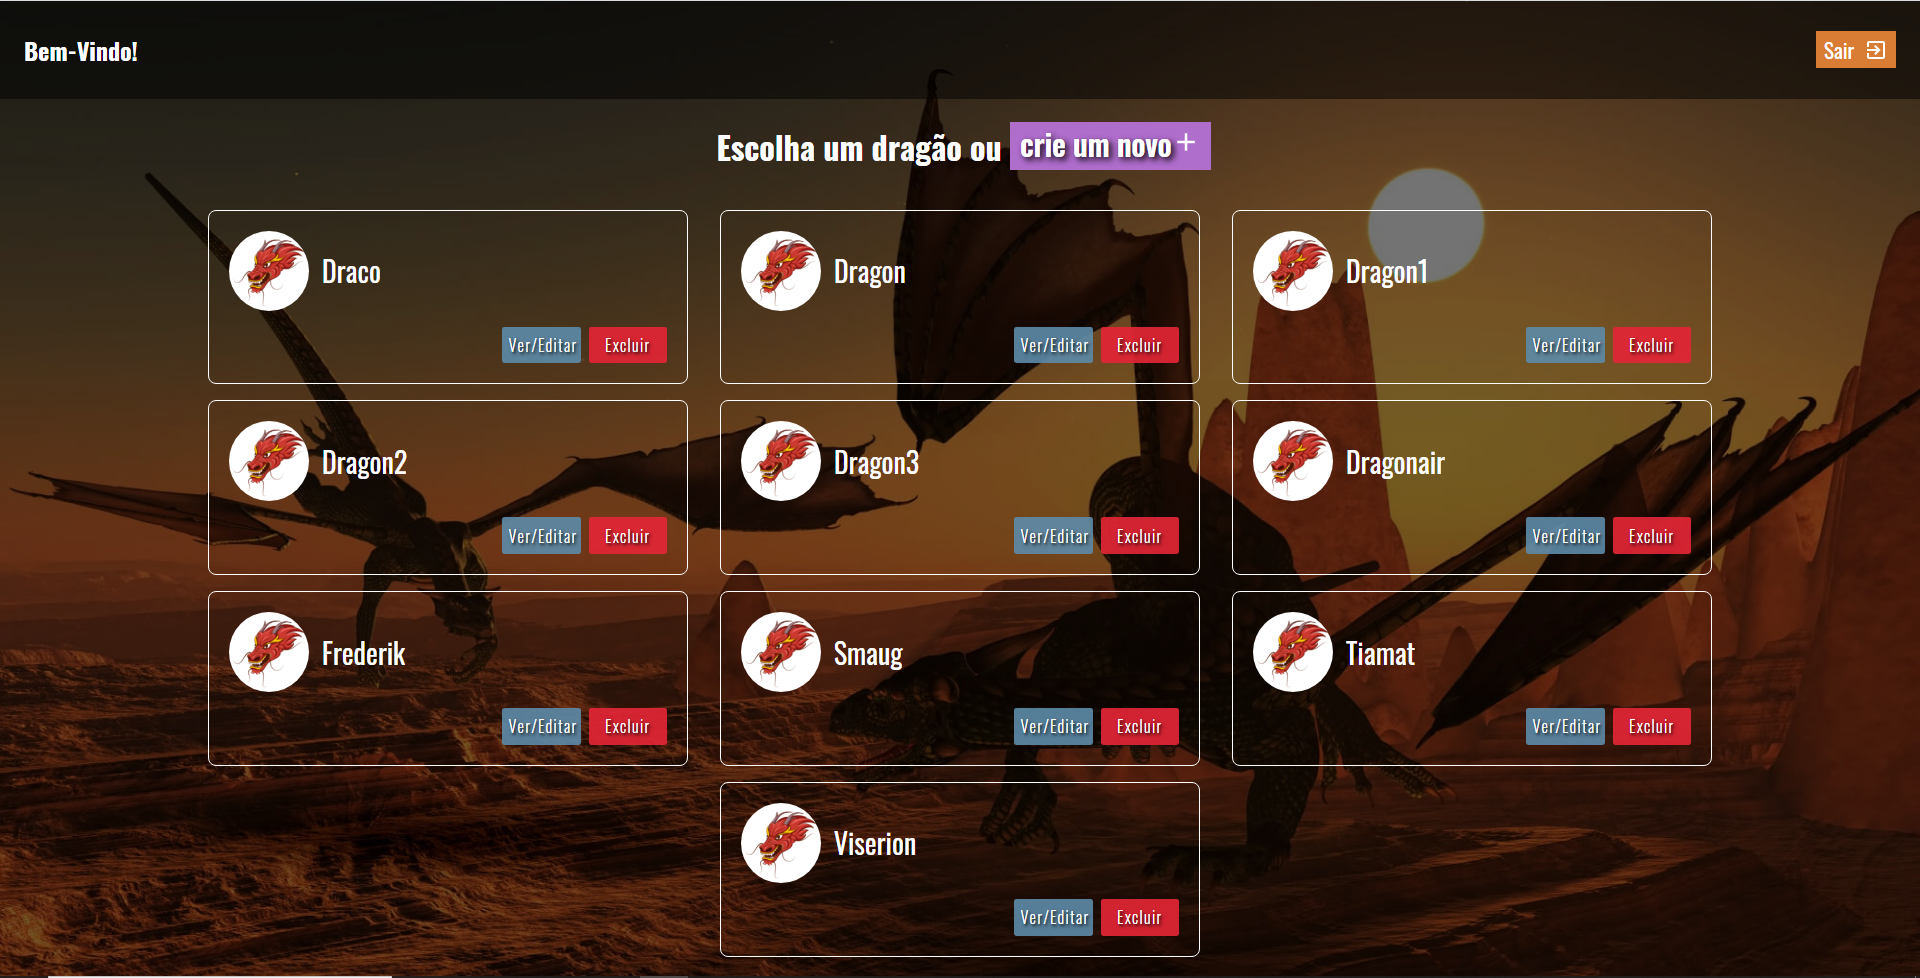 Bem-Vindo!
Sair
Escolha um dragão ou crie um novo +
Draco
Ver/Editar Excluir
Dragon
Ver/Editar Excluir
Dragon1
Ver/Editar Excluir
Dragon2
Ver/Editar Excluir
Dragon3
Ver/Editar Excluir
Dragonair
Ver/Editar Excluir
Frederik
Ver/Editar Excluir
Smaug
Ver/Editar Excluir
Tiamat
Ver/Editar Excluir
Viserion
Ver/Editar Excluir